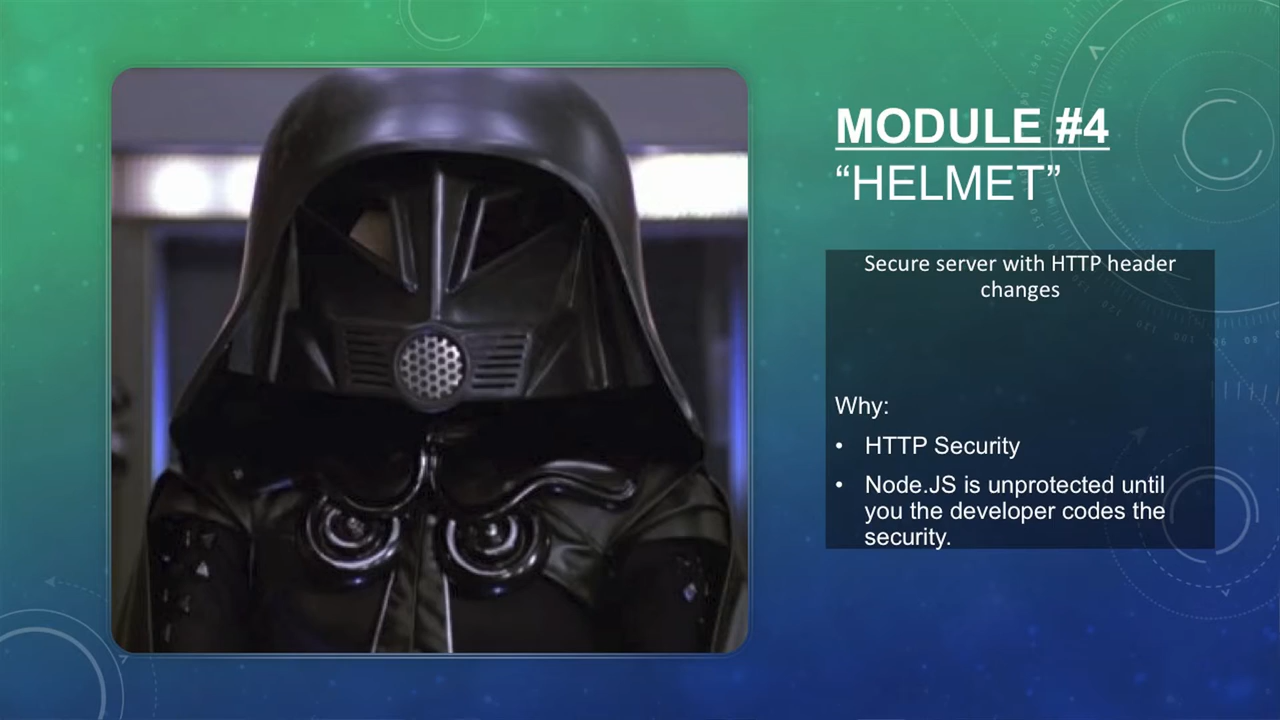 MODULE #4
“HELMET”
Secure server with HTTP header
changes
Why:
• HTTP Security
• Node.JS is unprotected until
you the developer codes the
security.